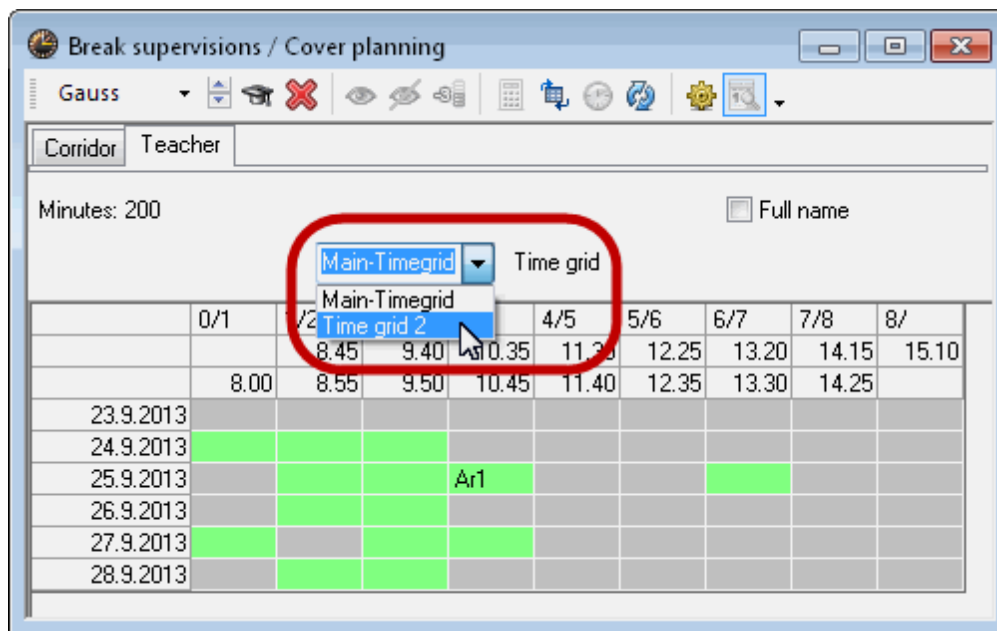 Break supervisions / Cover planning
Gauss
Corridor Teacher
Minutes: 200 Full name
Main-Timegrid Time grid
Main-Timegrid
Time grid 2
0/1 4/5 5/6 6/7 7/8 8/
8.45 9.40 10.35 11.30 12.25 13.20 14.15 15.10
8.00 8.55 9.50 10.45 11.40 12.35 13.30 14.25
23.9.2013
24.9.2013
25.9.2013 Ar1
26.9.2013
27.9.2013
28.9.2013